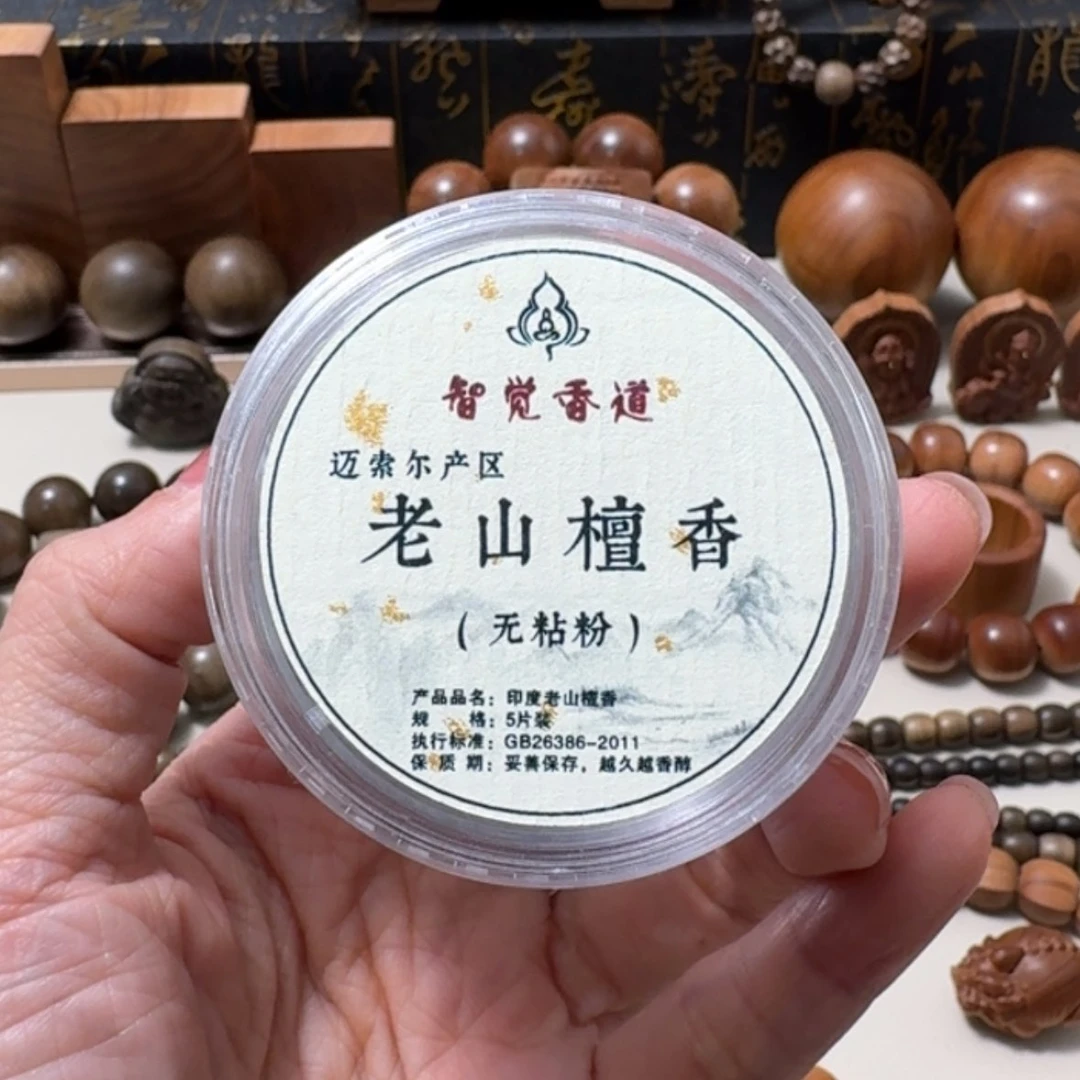 智觉香道
迈索尔产区
老山檀香
(无粘粉)
产品品名：印度老山檀香
规 格：5片装
执行标准：GB26386-2011
保 质 期：妥善保存，越久越香醇